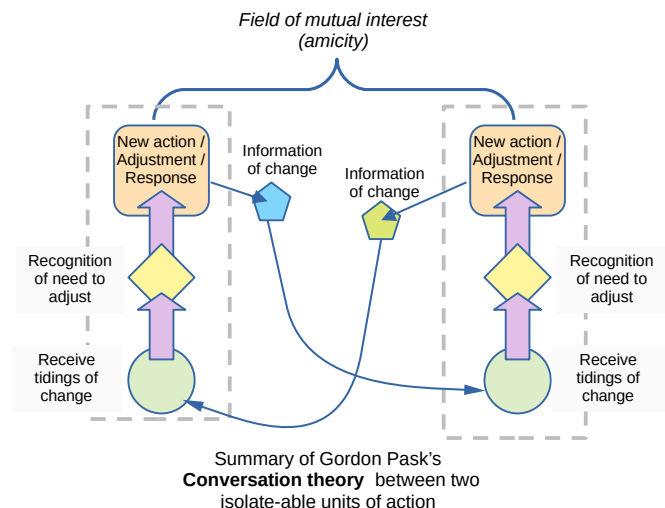 Field of mutual interest
(amicity)
New action /
Adjustment /
Response
Information
of change
Information
of change
New action /
Adjustment /
Response
Recognition
of need to
adjust
Recognition
of need to
adjust
Receive
tidings of
change
Receive
tidings of
change
Summary of Gordon Pask's
Conversation theory between two
isolate-able units of action